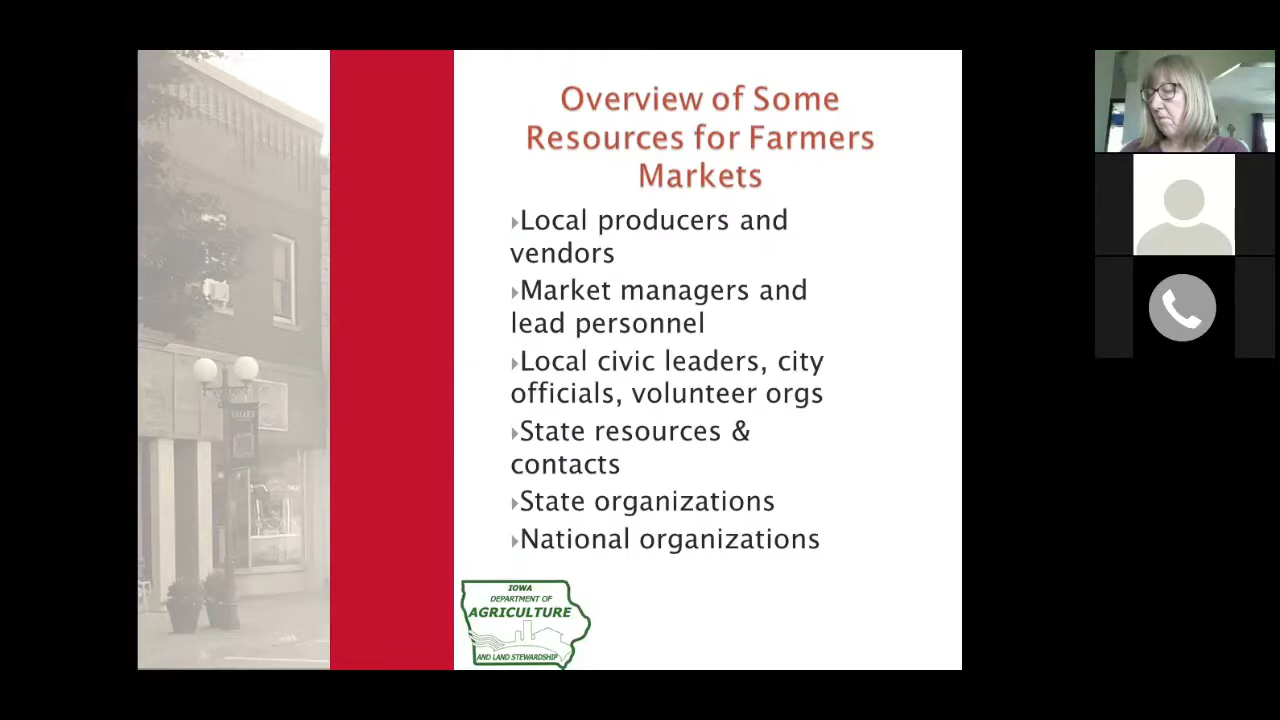 Overview of Some
Resources for Farmers
Markets
Local producers and
vendors
Market managers and
lead personnel
Local civic leaders, city
officials, volunteer orgs
State resources &
contacts
State organizations
National organizations
IOWA
DEPARTMENT OF
AGRICULTURE
AND LAND STEWARDSHIP